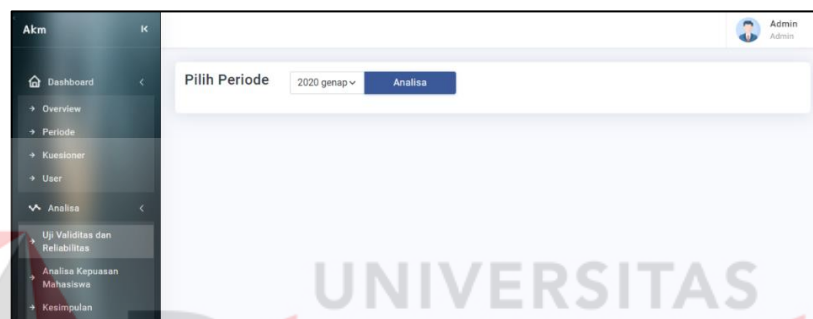 Akm
Dashboard
Overview
Periode
Kuesioner
User
Analisa
Uji Validitas dan
Reliabilitas
Analisa Kepuasan
Mahasiswa
Kesimpulan
Admin
Admin
Pilih Periode 2020 genap Analisa
UNIVERSITAS